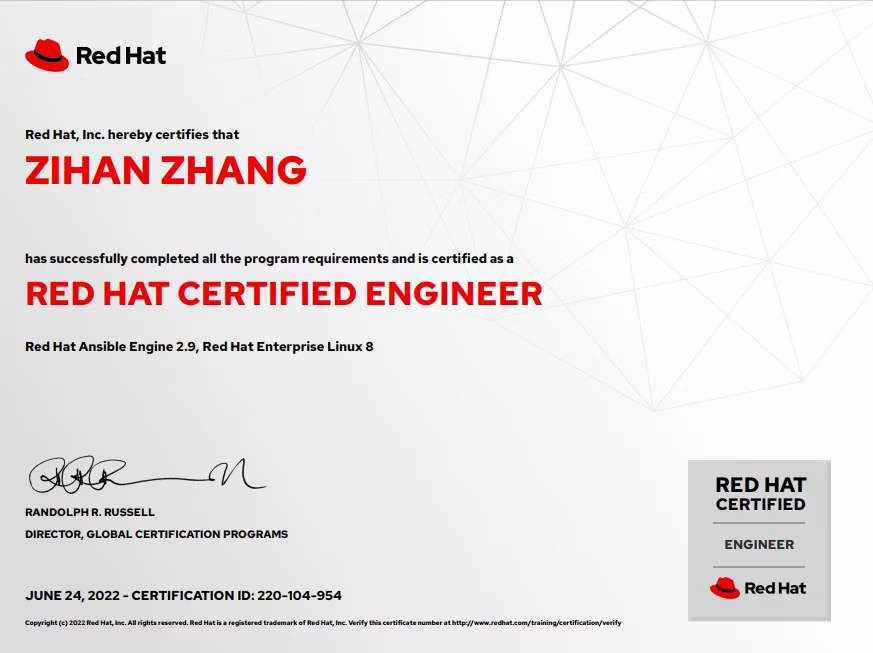 Red Hat
Red Hat, Inc. hereby certifies that
ZIHAN ZHANG
has successfully completed all the program requirements and is certified as a
RED HAT CERTIFIED ENGINEER
Red Hat Ansible Engine 2.9, Red Hat Enterprise Linux 8
RANDOLPH R. RUSSELL
DIRECTOR, GLOBAL CERTIFICATION PROGRAMS
JUNE 24, 2022 - CERTIFICATION ID: 220-104-954
Copyright (c) 2022 Red Hat, Inc. All rights reserved. Red Hat is a registered trademark of Red Hat, Inc. Verify this certificate number at http://www.redhat.com/training/certification/verify
RED HAT
CERTIFIED
ENGINEER
Red Hat